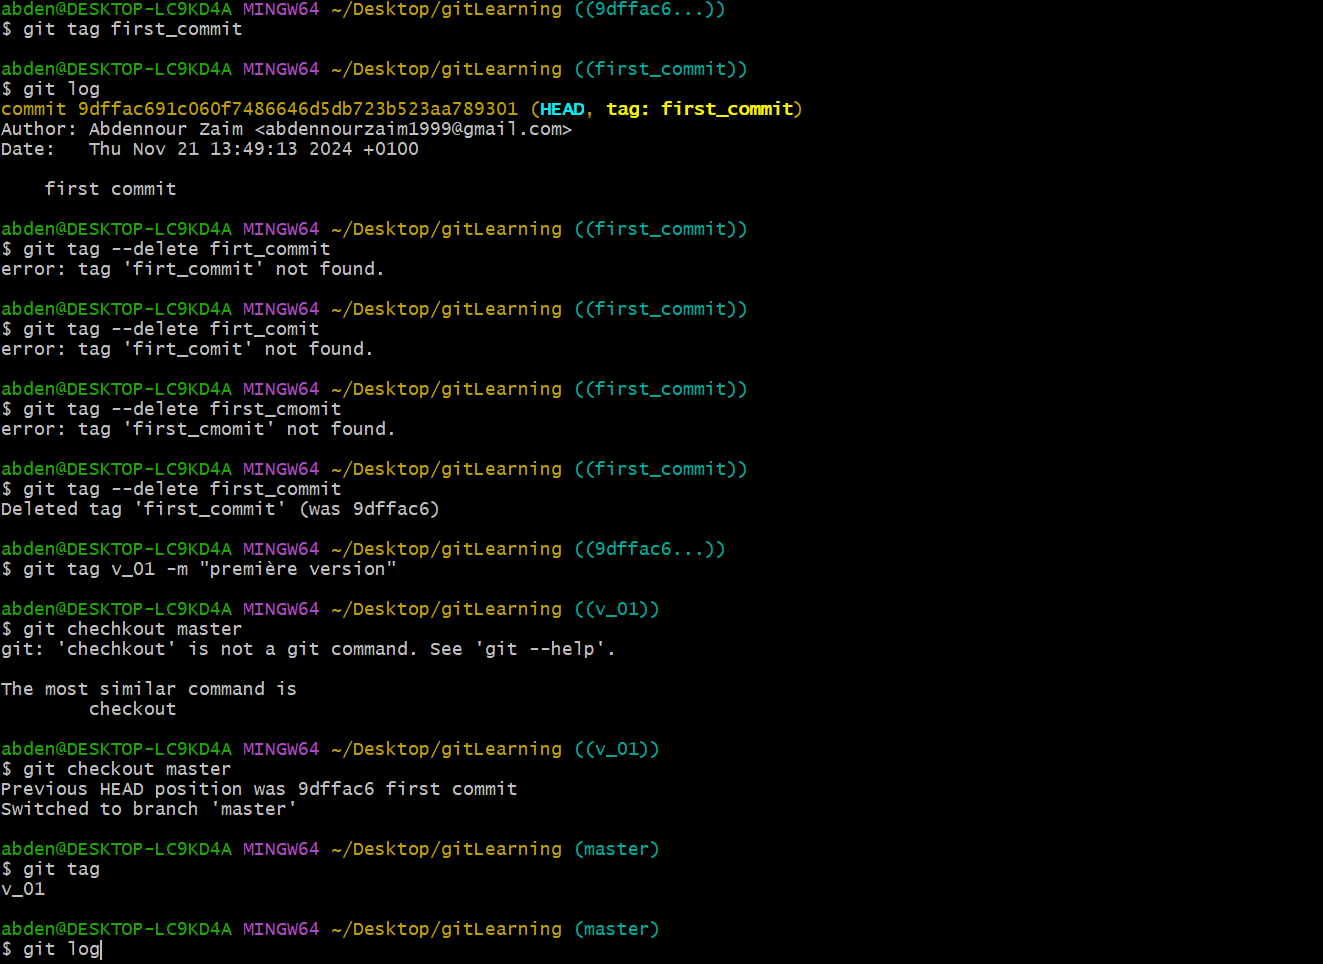 abden@DESKTOP-LC9KD4A MINGW64 ~/Desktop/gitLearning ((9dffac6...))
$ git tag first_commit
abden@DESKTOP-LC9KD4A MINGW64 ~/Desktop/gitLearning ((first_commit))
$ git log
commit 9dffac691c060f7486646d5db723b523aa789301 (HEAD, tag: first_commit)
Author: Abdennour Zaim <abdennourzaim1999@gmail.com>
Date:   Thu Nov 21 13:49:13 2024 +0100
    first commit
abden@DESKTOP-LC9KD4A MINGW64 ~/Desktop/gitLearning ((first_commit))
$ git tag --delete firt_commit
error: tag 'firt_commit' not found.
abden@DESKTOP-LC9KD4A MINGW64 ~/Desktop/gitLearning ((first_commit))
$ git tag --delete firt_comit
error: tag 'firt_comit' not found.
abden@DESKTOP-LC9KD4A MINGW64 ~/Desktop/gitLearning ((first_commit))
$ git tag --delete first_cmomit
error: tag 'first_cmomit' not found.
abden@DESKTOP-LC9KD4A MINGW64 ~/Desktop/gitLearning ((first_commit))
$ git tag --delete first_commit
Deleted tag 'first_commit' (was 9dffac6)
abden@DESKTOP-LC9KD4A MINGW64 ~/Desktop/gitLearning ((9dffac6...))
$ git tag v_01 -m "première version"
abden@DESKTOP-LC9KD4A MINGW64 ~/Desktop/gitLearning ((v_01))
$ git chechkout master
git: 'chechkout' is not a git command. See 'git --help'.
The most similar command is
        checkout
abden@DESKTOP-LC9KD4A MINGW64 ~/Desktop/gitLearning ((v_01))
$ git checkout master
Previous HEAD position was 9dffac6 first commit
Switched to branch 'master'
abden@DESKTOP-LC9KD4A MINGW64 ~/Desktop/gitLearning (master)
$ git tag
v_01
abden@DESKTOP-LC9KD4A MINGW64 ~/Desktop/gitLearning (master)
$ git log